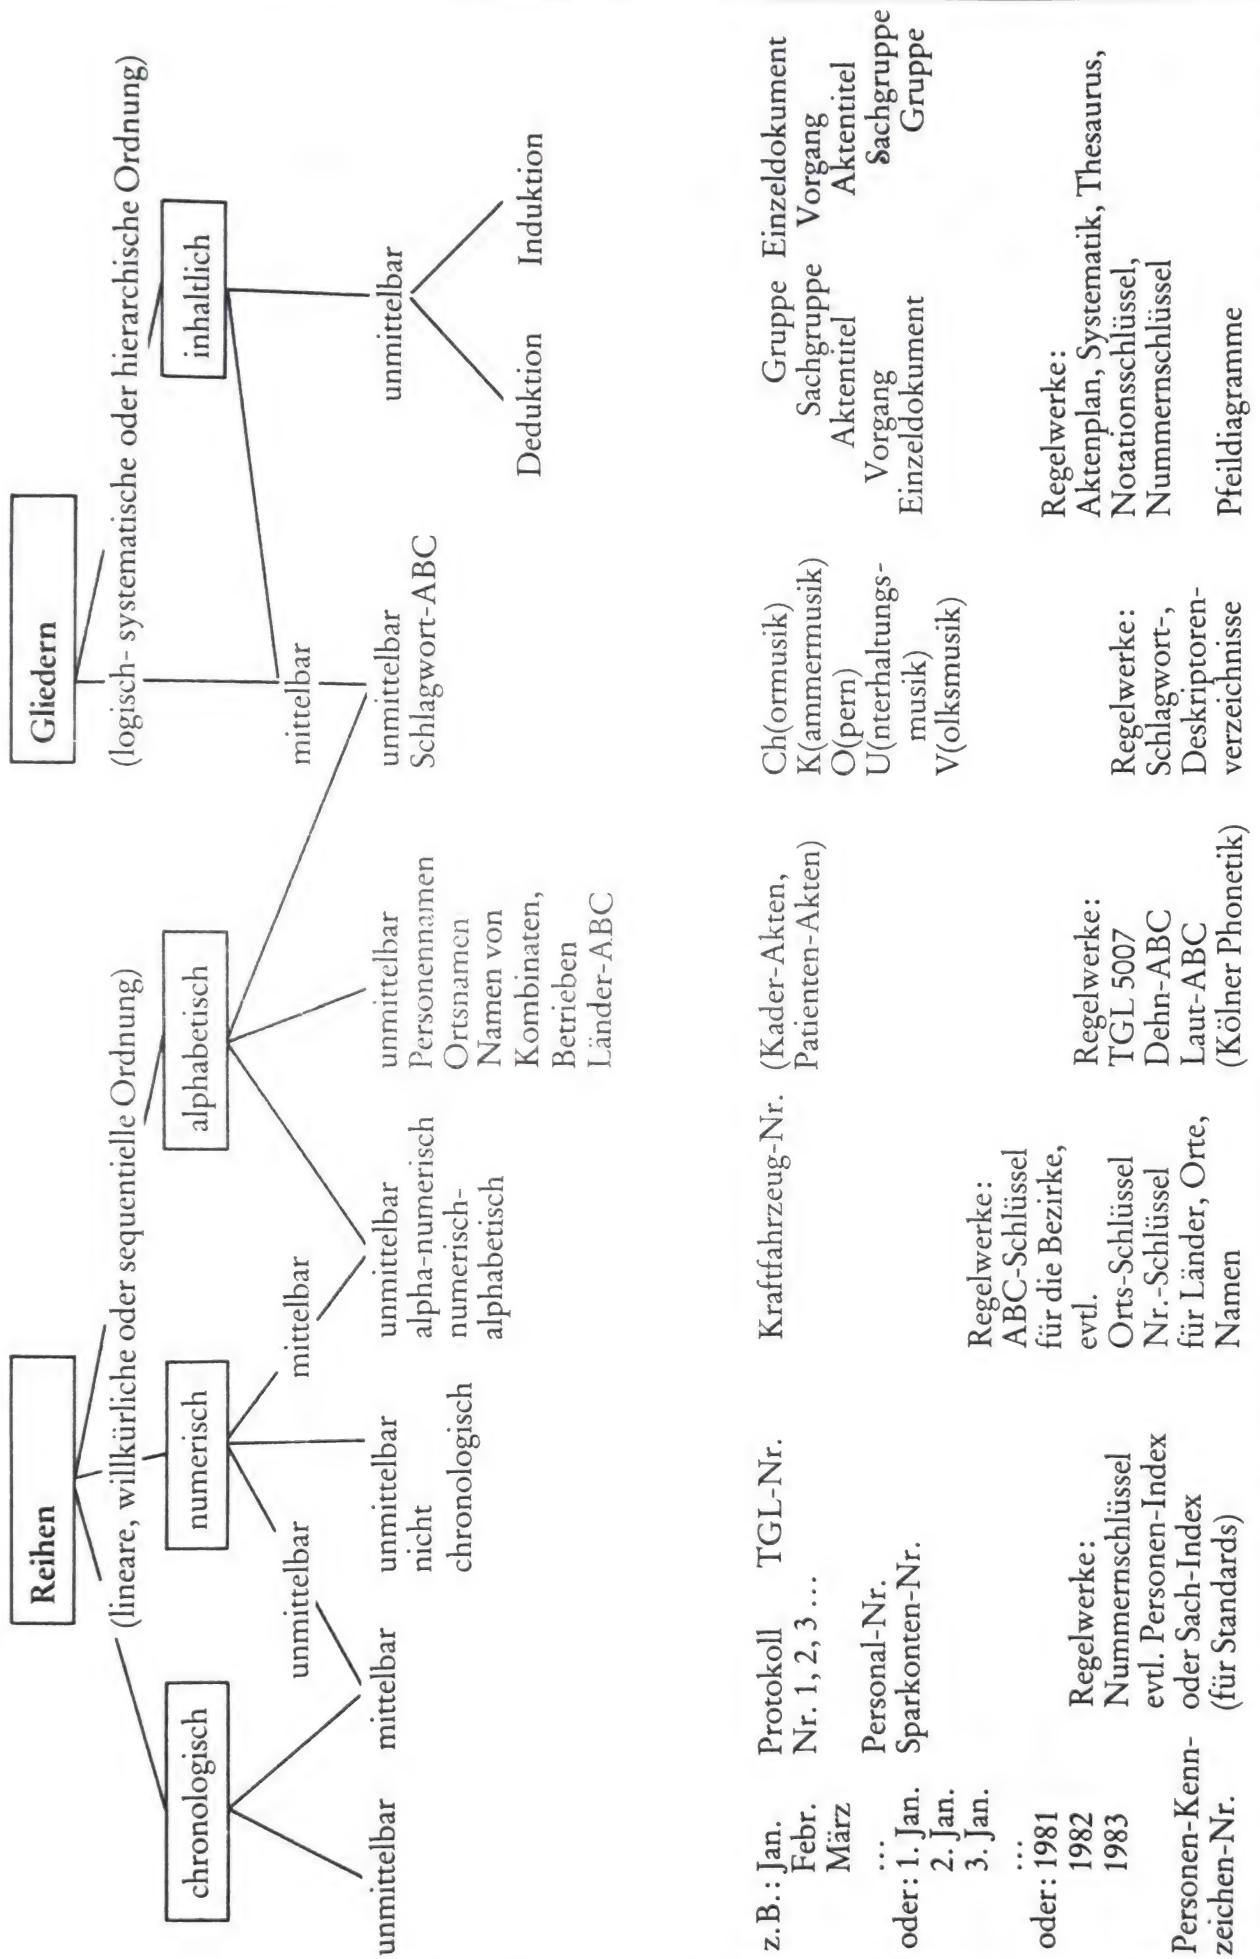 Reihen
Gliedern
(lineare, willkürliche oder sequentielle Ordnung)
(logisch- systematische oder hierarchische Ordnung)
chronologisch
numerisch
alphabetisch
inhaltlich
unmittelbar
mittelbar
mittelbar
unmittelbar
mittelbar
unmittelbar
nicht
chronologisch
unmittelbar
alpha-numerisch
numerisch-
alphabetisch
unmittelbar
Personennamen
Ortsnamen
Namen von
Kombinaten,
Betrieben
Länder-ABC
unmittelbar
Schlagwort-ABC
unmittelbar
Deduktion
Induktion
z.B.: Jan.
Febr.
März
...
oder: 1. Jan.
2. Jan.
3. Jan.
...
oder: 1981
1982
1983
Personen-Kenn-
zeichen-Nr.
Protokoll
Nr. 1, 2, 3 ...
Personal-Nr.
Sparkonten-Nr.
TGL-Nr.
Regelwerke:
Nummernschlüssel
evtl. Personen-Index
oder Sach-Index
(für Standards)
Kraftfahrzeug-Nr.
Regelwerke:
ABC-Schlüssel
für die Bezirke,
evtl.
Orts-Schlüssel
Nr.-Schlüssel
für Länder, Orte,
Namen
(Kader-Akten,
Patienten-Akten)
Regelwerke:
TGL 5007
Dehn-ABC
Laut-ABC
(Kölner Phonetik)
Ch(ormusik)
K(ammermusik)
O(pern)
U(nterhaltungs-
musik)
V(olksmusik)
Regelwerke:
Schlagwort-,
Deskriptoren-
verzeichnisse
Gruppe
Sachgruppe
Aktentitel
Vorgang
Einzeldokument
Einzeldokument
Vorgang
Aktentitel
Sachgruppe
Gruppe
Regelwerke:
Aktenplan, Systematik, Thesaurus,
Notationsschlüssel,
Nummernschlüssel
Pfeildiagramme